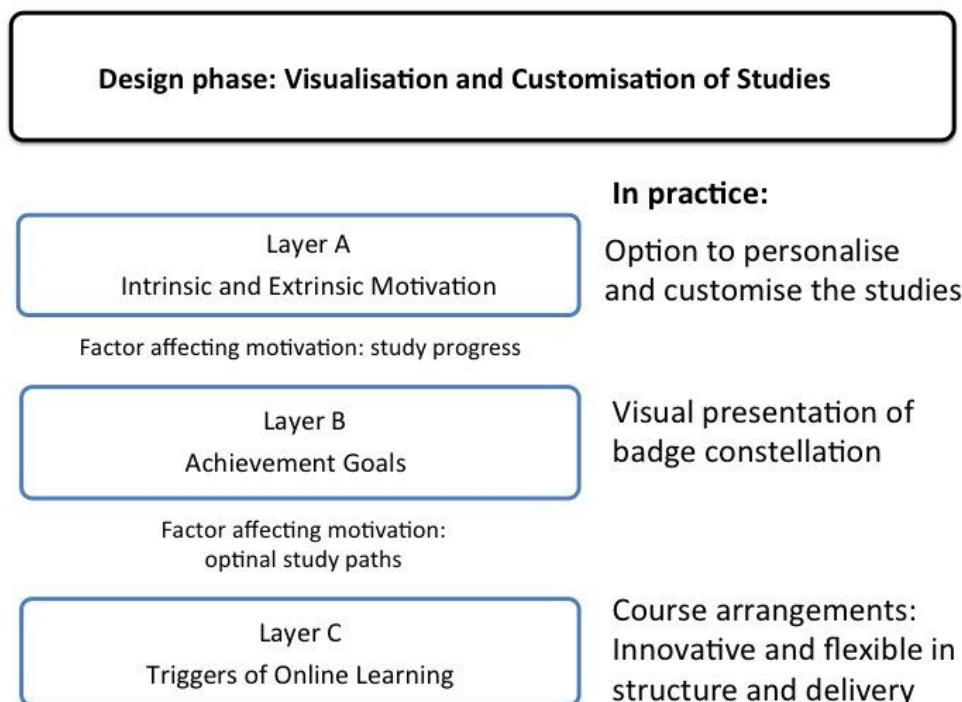 Design phase: Visualisation and Customisation of Studies
In practice:
Layer A
Intrinsic and Extrinsic Motivation
Option to personalise
and customise the studies
Factor affecting motivation: study progress
Layer B
Achievement Goals
Visual presentation of
badge constellation
Factor affecting motivation:
optinal study paths
Layer C
Triggers of Online Learning
Course arrangements:
Innovative and flexible in
structure and delivery